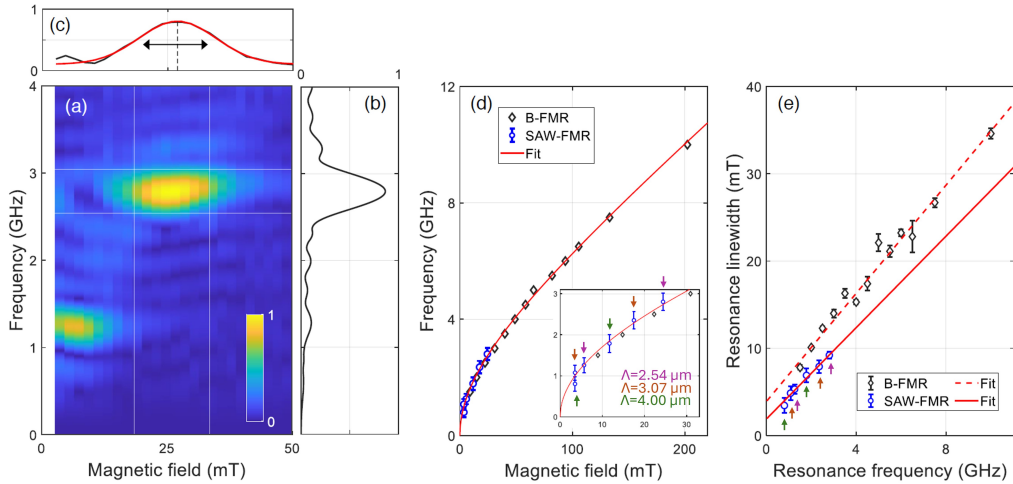 (c)
1
0
0
25
50
0
1
(a)
(b)
4
3
2
1
0
Frequency (GHz)
1
0
0
25
50
Magnetic field (mT)
(d)
12
8
4
0
Frequency (GHz)
B-FMR
SAW-FMR
Fit
3
2
1
0
Λ=2.54 µm
Λ=3.07 µm
Λ=4.00 µm
0
10
20
30
0
100
200
Magnetic field (mT)
(e)
40
30
20
10
0
Resonance linewidth (mT)
B-FMR
Fit
SAW-FMR
Fit
0
4
8
Resonance frequency (GHz)